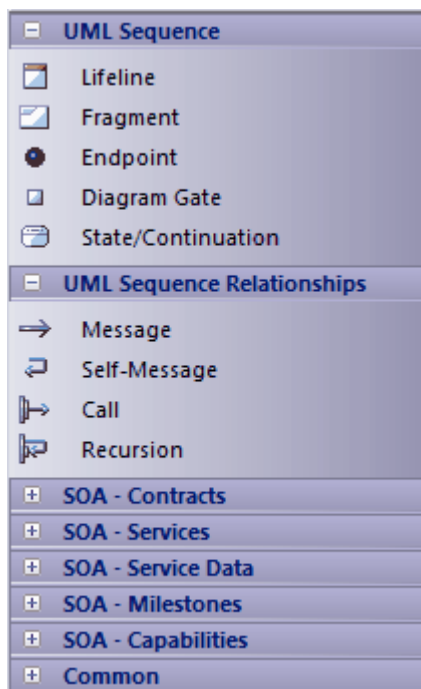 UML Sequence
Lifeline
Fragment
Endpoint
Diagram Gate
State/Continuation
UML Sequence Relationships
Message
Self-Message
Call
Recursion
SOA - Contracts
SOA - Services
SOA - Service Data
SOA - Milestones
SOA - Capabilities
Common